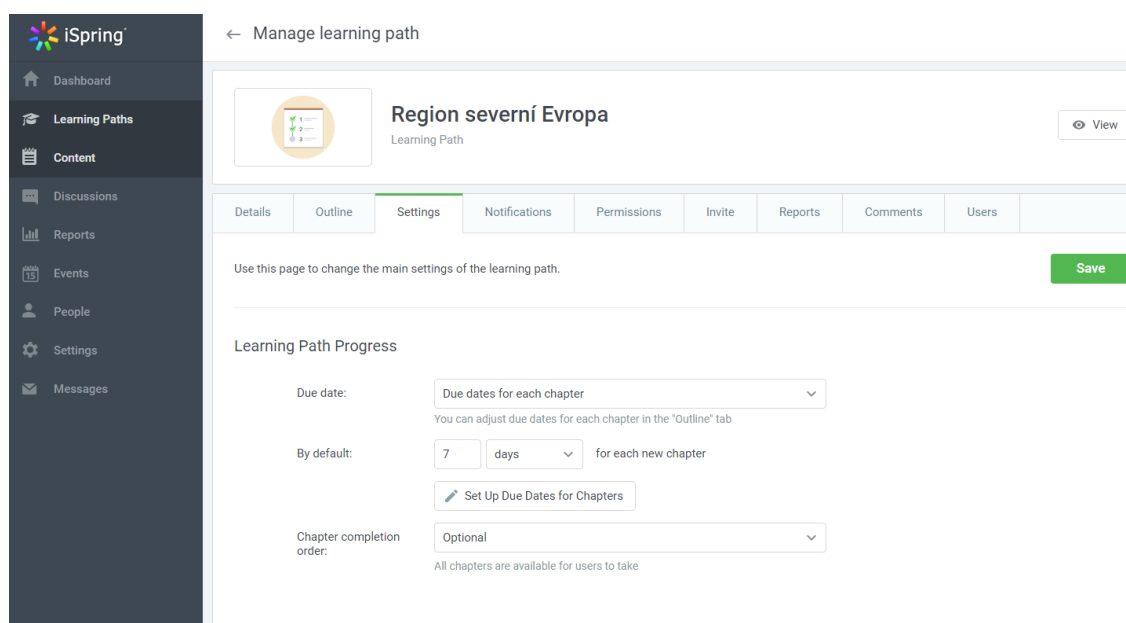 iSpring
← Manage learning path
Dashboard
Learning Paths
Content
Discussions
Reports
15 Events
People
Settings
Messages
1
2
3
Region severní Evropa
Learning Path
View
Details Outline Settings Notifications Permissions Invite Reports Comments Users
Use this page to change the main settings of the learning path.
Save
Learning Path Progress
Due date: Due dates for each chapter
You can adjust due dates for each chapter in the "Outline" tab
By default: 7 days for each new chapter
Set Up Due Dates for Chapters
Chapter completion
order:
Optional
All chapters are available for users to take